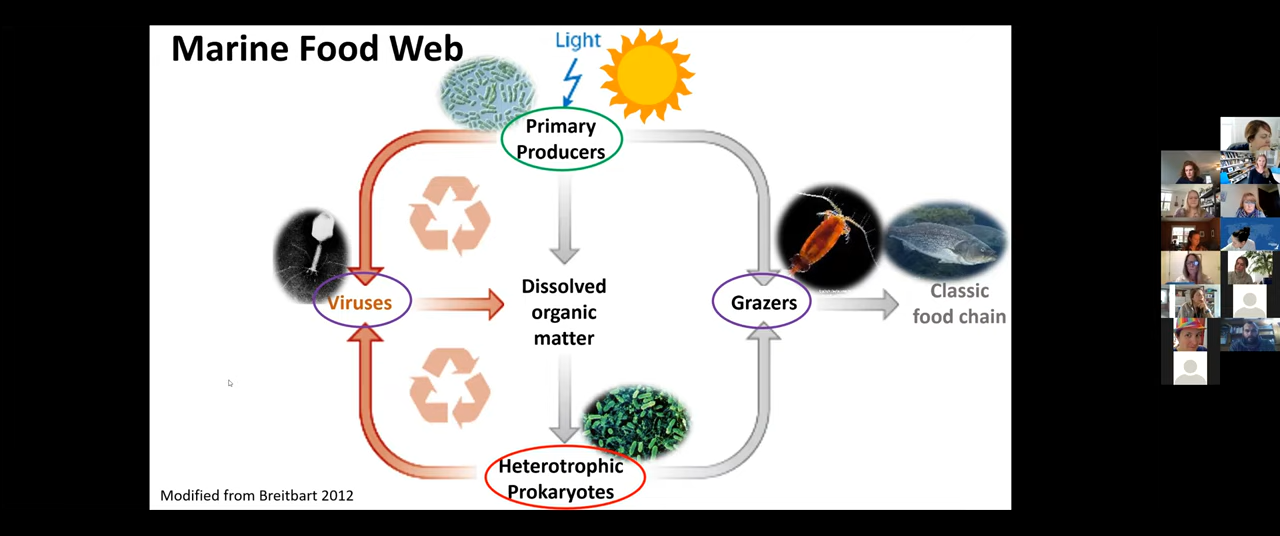 Marine Food Web
Light
Primary
Producers
Viruses
Dissolved
organic
matter
Grazers
Classic
food chain
Heterotrophic
Prokaryotes
Modified from Breitbart 2012